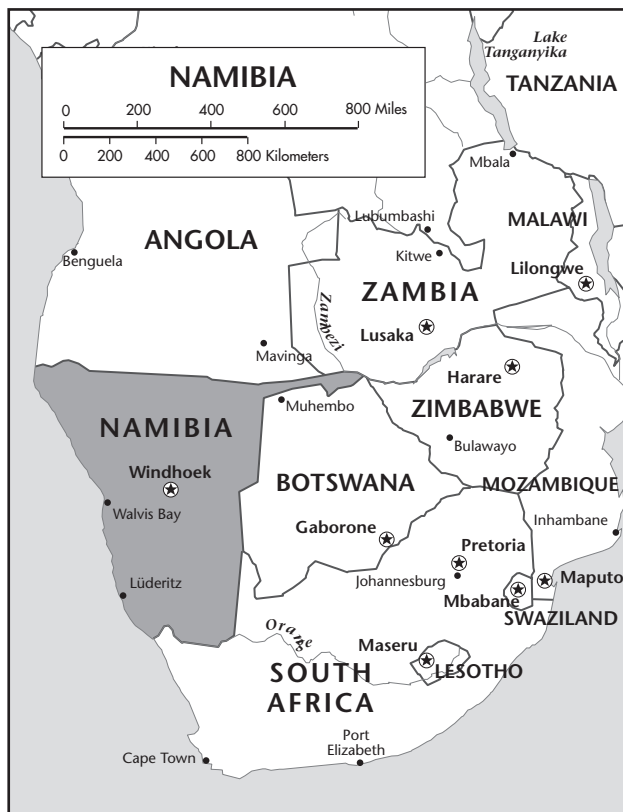 NAMIBIA
0 200 400 600 800 Miles
0 200 400 600 800 Kilometers
Lake
Tanganyika
TANZANIA
Mbala
Lubumbashi
MALAWI
ANGOLA
Benguela
Kitwe
Lilongwe
ZAMBIA
Zambezi
Lusaka
Mavinga
Harare
Muhembo
ZIMBABWE
NAMIBIA
Bulawayo
Windhoek
BOTSWANA
MOZAMBIQUE
Walvis Bay
Gaborone
Inhambane
Pretoria
Johannesburg
Maputo
Lüderitz
Mbabane
SWAZILAND
Orange
Maseru
LESOTHO
SOUTH
AFRICA
Port
Elizabeth
Cape Town